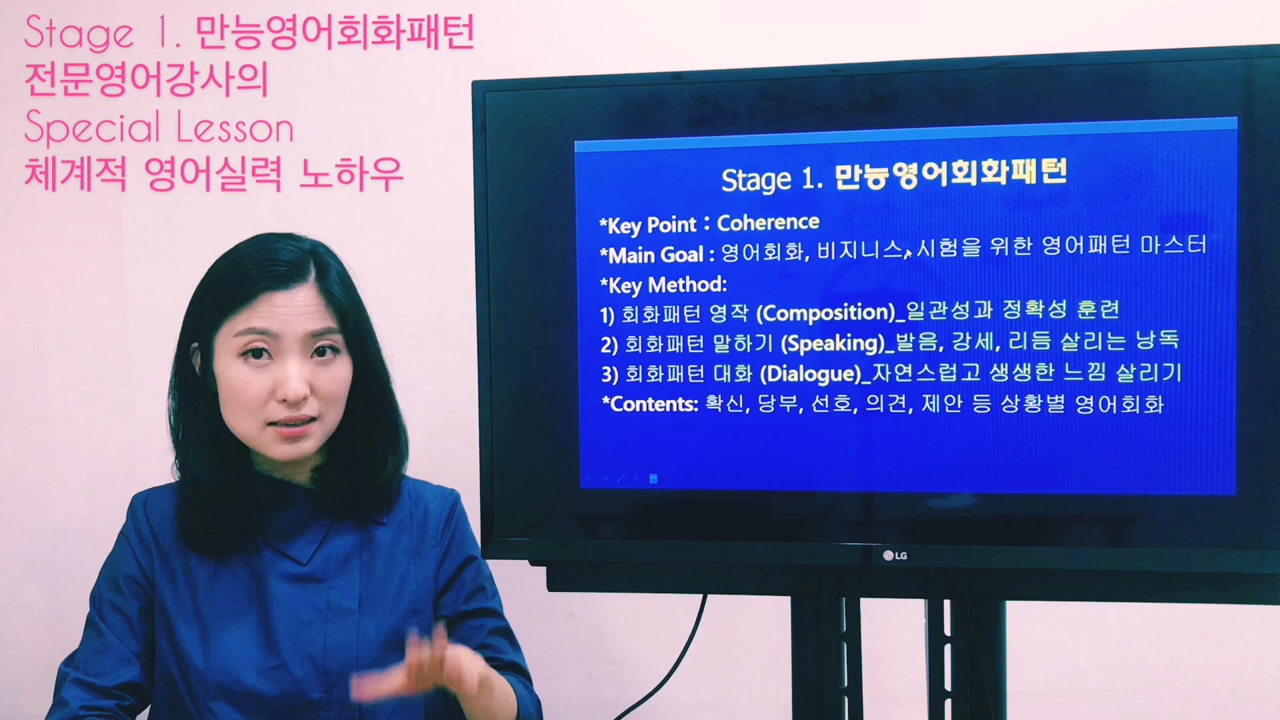 Stage 1. 만능영어회화패턴
전문영어강사의
Special Lesson
체계적 영어실력 노하우
Stage 1. 만능영어회화패턴
*Key Point : Coherence
*Main Goal : 영어회화, 비지니스, 시험을 위한 영어패턴 마스터
*Key Method:
1) 회화패턴 영작 (Composition)_일관성과 정확성 훈련
2) 회화패턴 말하기 (Speaking)_발음, 강세, 리듬 살리는 낭독
3) 회화패턴 대화 (Dialogue)_자연스럽고 생생한 느낌 살리기
*Contents: 확신, 당부, 선호, 의견, 제안 등 상황별 영어회화
LG